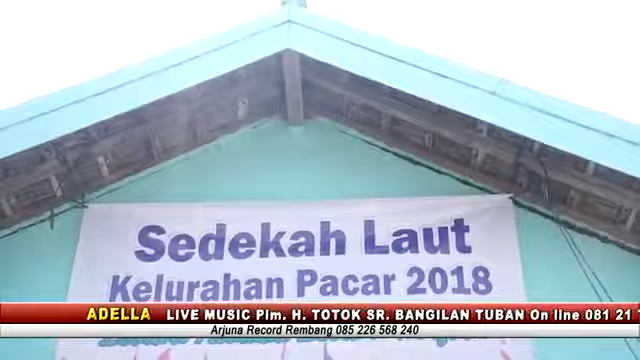 Sedekah Laut
Kelurahan Pacar 2018
ADELLA LIVE MUSIC Pim. H. TOTOK SR. BANGILAN TUBAN On line 081 21
Arjuna Record Rembang 085 226 568 240